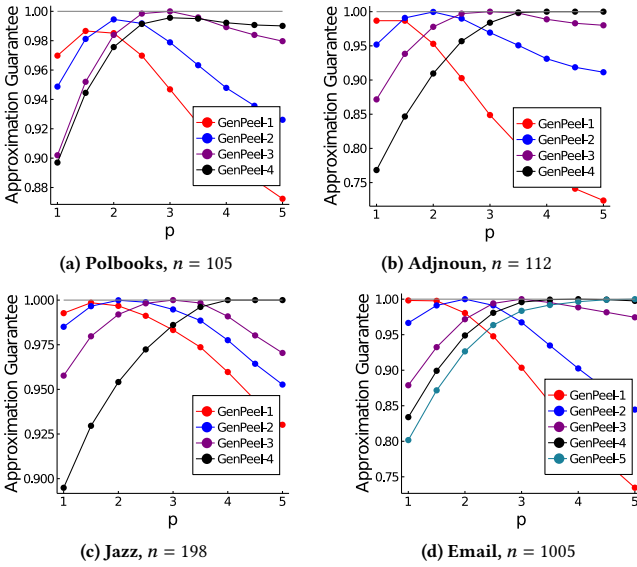 Approximation Guarantee
1.00
0.98
0.96
0.94
0.92
0.90
0.88
GenPeel-1
GenPeel-2
GenPeel-3
GenPeel-4
1 2 3 4 5
p
(a) Polbooks, n = 105
Approximation Guarantee
1.00
0.95
0.90
0.85
0.80
0.75
GenPeel-1
GenPeel-2
GenPeel-3
GenPeel-4
1 2 3 4 5
p
(b) Adjnoun, n = 112
Approximation Guarantee
1.000
0.975
0.950
0.925
0.900
GenPeel-1
GenPeel-2
GenPeel-3
GenPeel-4
1 2 3 4 5
p
(c) Jazz, n = 198
Approximation Guarantee
1.00
0.95
0.90
0.85
0.80
0.75
GenPeel-1
GenPeel-2
GenPeel-3
GenPeel-4
GenPeel-5
1 2 3 4 5
p
(d) Email, n = 1005